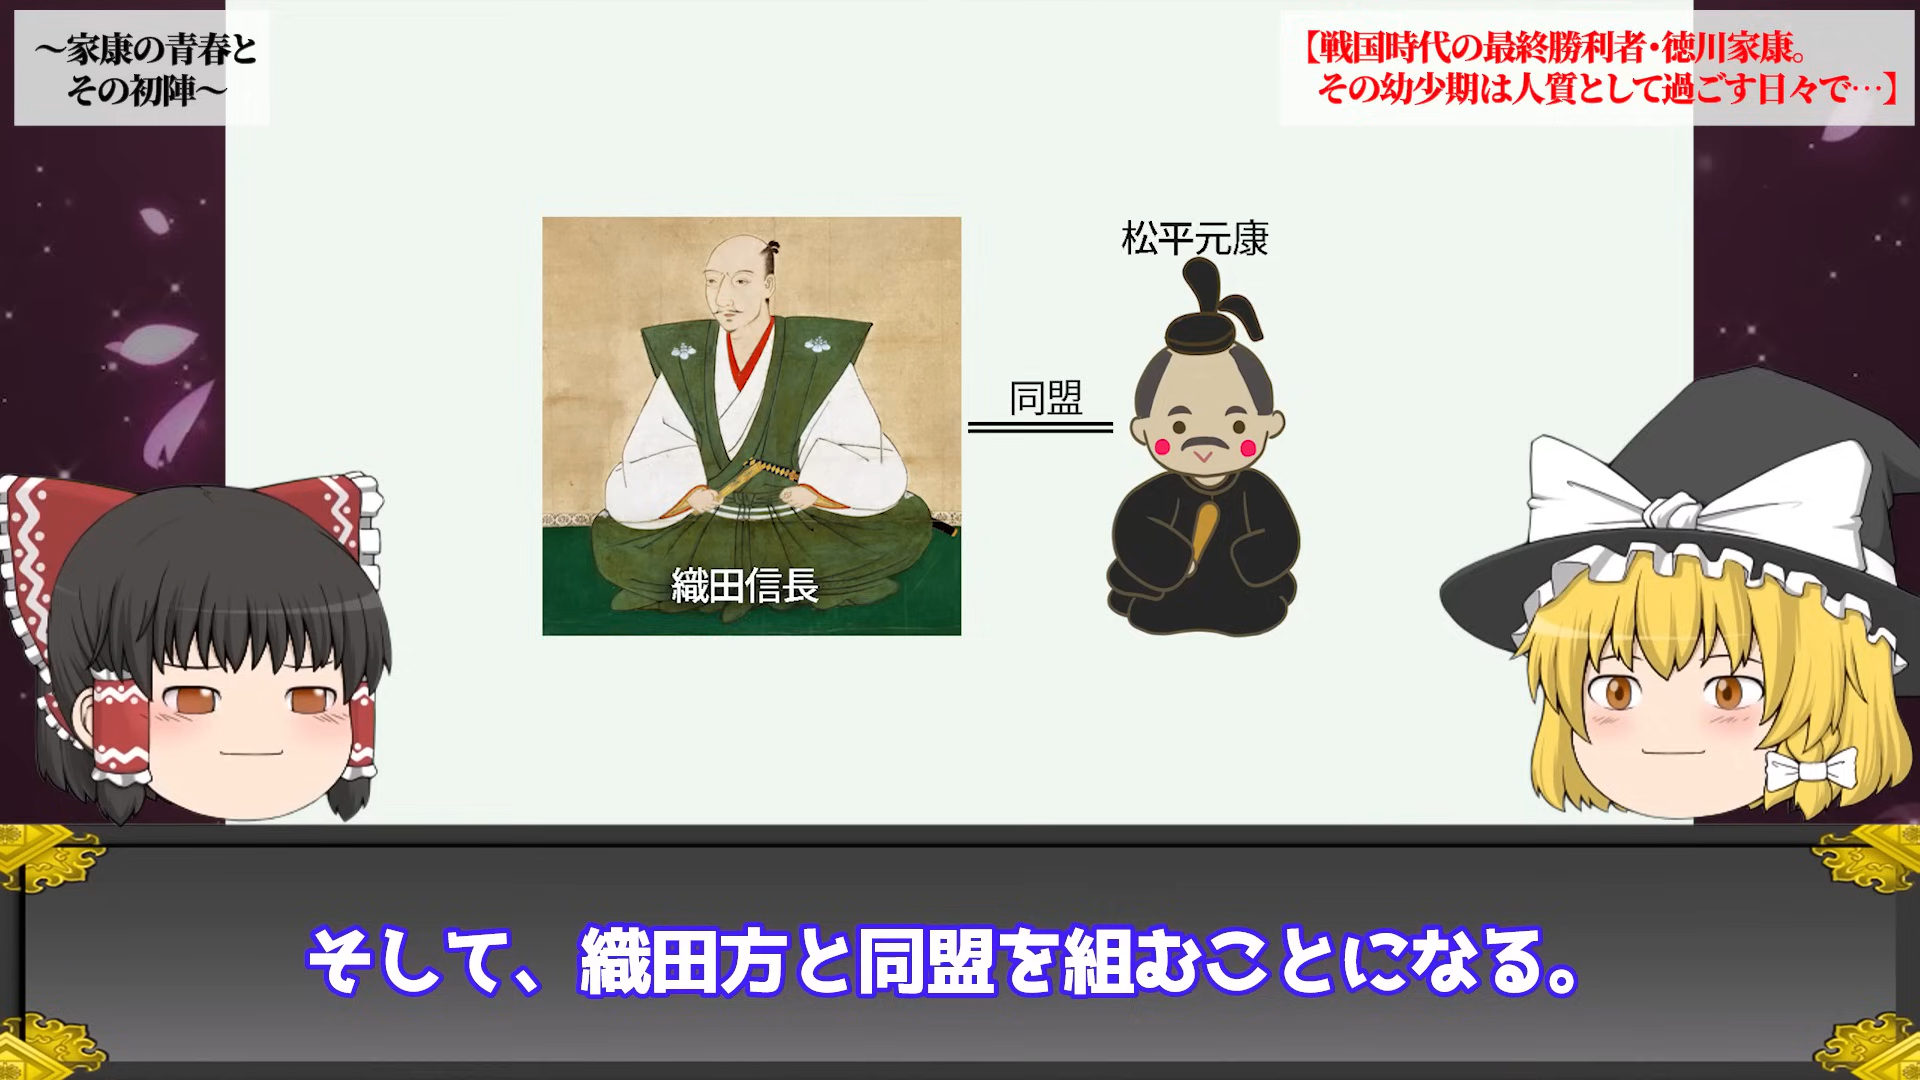 ～家康の青春と
その初陣～
【戦国時代の最終勝利者・徳川家康。
その幼少期は人質として過ごす日々で…】
松平元康
同盟
織田信長
そして、織田方と同盟を組むことになる。